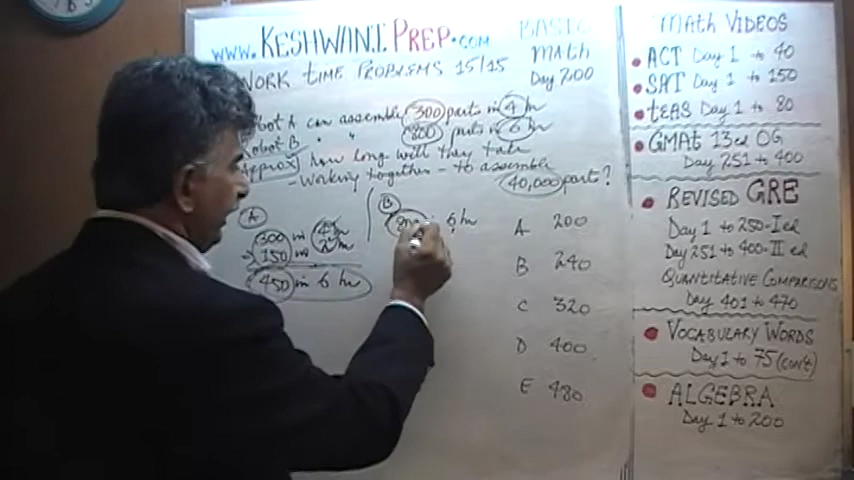 www.KESHWANIPREP.com
WORK TIME PROBLEMS 15/15
BASIC
MATH
Day 200
Robot A can assemble 300 parts in 4 hr
Robot B " " 800 parts in 6 hr
Approx how long will they take
- working together - to assemble
40,000 parts?
A
300 in 4 hr
150 in 2 hr
450 in 6 hr
B
6 hr
A 200
B 240
C 320
D 400
E 480
Math Videos
ACT Day 1 to 40
SAT Day 1 to 150
tEAS Day 1 to 80
GMAt 13ed OG
Day 251 to 400
REVISED GRE
Day 1 to 250-I ed
Day 251 to 400-II ed
QUANTITATIVE COMPARISONS
Day 401 to 470
VOCABULARY WORDS
Day 1 to 75 (con't)
ALGEBRA
Day 1 to 200